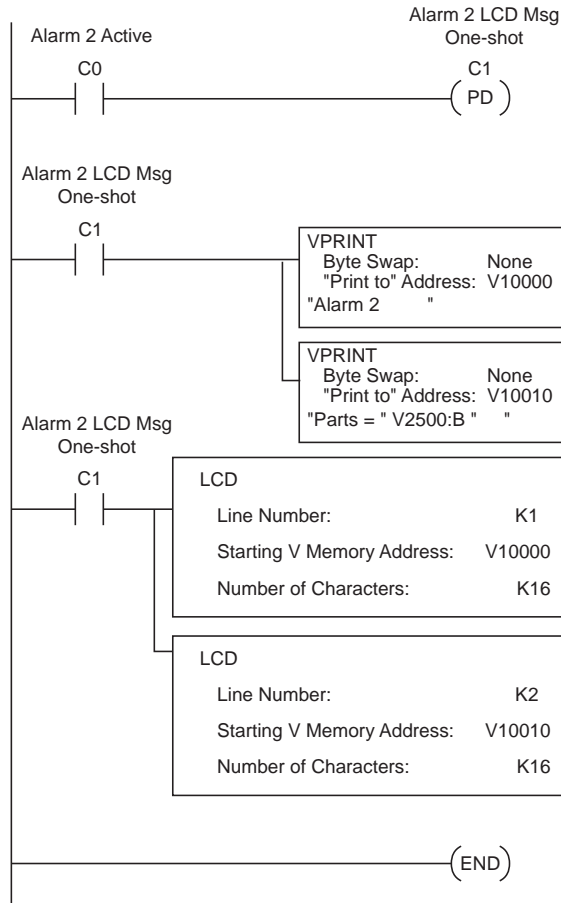 Alarm 2 Active
Alarm 2 LCD Msg
One-shot
C0
C1
PD
Alarm 2 LCD Msg
One-shot
C1
VPRINT
Byte Swap: None
"Print to" Address: V10000
"Alarm 2 "
VPRINT
Byte Swap: None
"Print to" Address: V10010
"Parts = " V2500:B " "
Alarm 2 LCD Msg
One-shot
C1
LCD
Line Number: K1
Starting V Memory Address: V10000
Number of Characters: K16
LCD
Line Number: K2
Starting V Memory Address: V10010
Number of Characters: K16
END